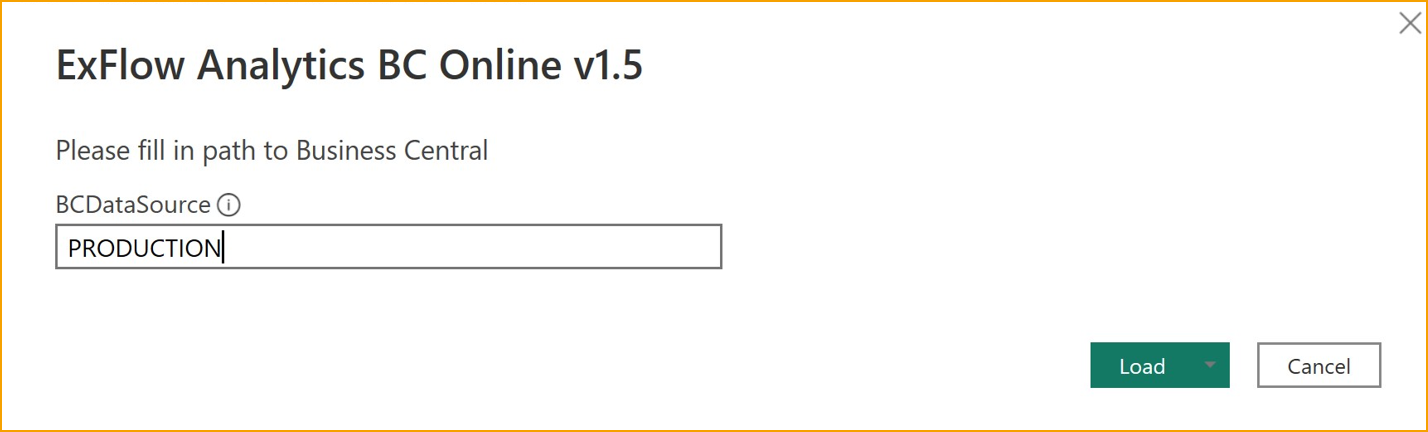 ExFlow Analytics BC Online v1.5
Please fill in path to Business Central
BCDataSource
PRODUCTION
Load
Cancel